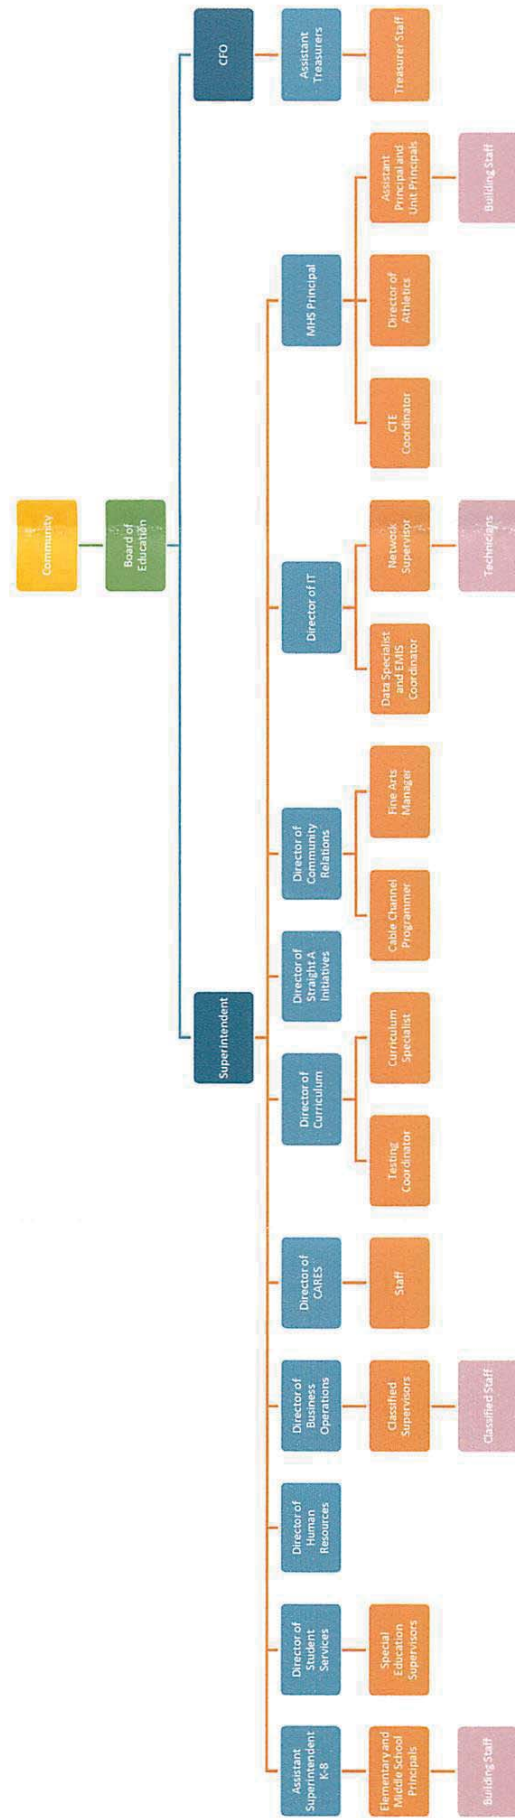 Community
Board of
Education
Superintendent
CFO
Assistant
Superintendent
K-8
Director of
Student
Services
Director of
Human
Resources
Director of
Business
Operations
Director of
CARES
Director of
Curriculum
Director of
Straight A
Initiatives
Director of
Community
Relations
Director of IT
MHS Principal
Assistant
Treasurers
Elementary and
Middle School
Principals
Special
Education
Supervisors
Classified
Supervisors
Staff
Testing
Coordinator
Curriculum
Specialist
Cable Channel
Programmer
Fine Arts
Manager
Data Specialist
and EMIS
Coordinator
Network
Supervisor
CTE
Coordinator
Director of
Athletics
Assistant
Principal and
Unit Principals
Treasurer Staff
Building Staff
Classified Staff
Technicians
Building Staff